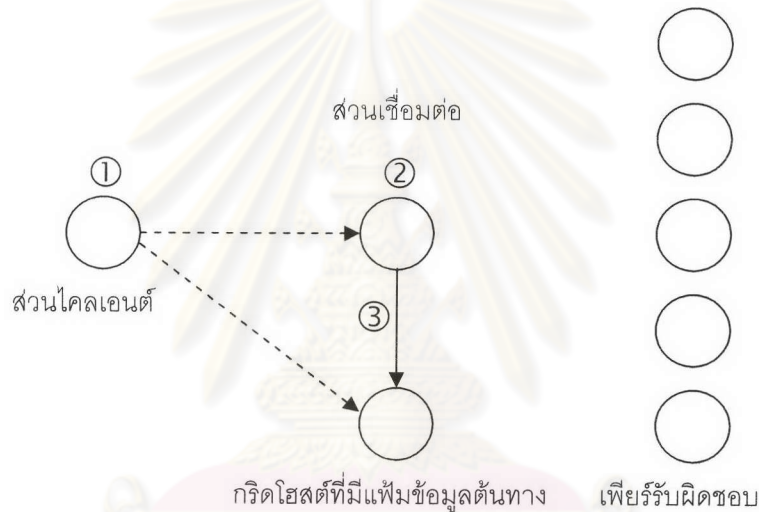 ส่วนเชื่อมต่อ
① ②
ส่วนไคลเอนต์
③
กริดโฮสต์ที่มีแฟ้มข้อมูลต้นทาง เพียร์รับผิดชอบ